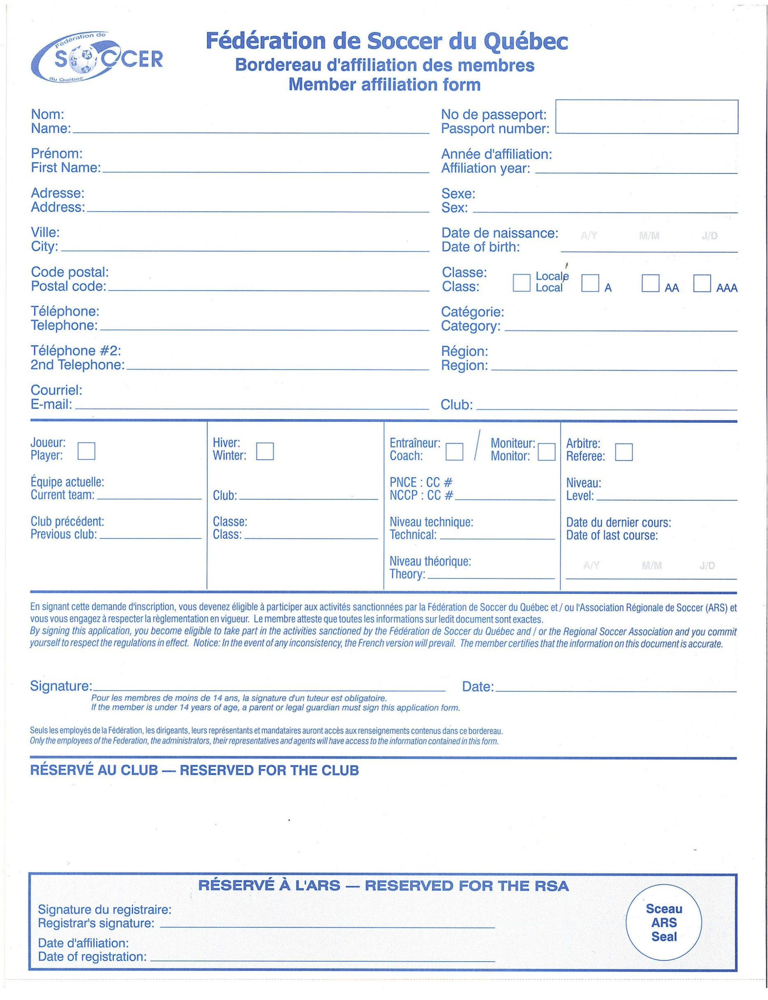 Fédération de
SOCCER
du Québec
Fédération de Soccer du Québec
Bordereau d'affiliation des membres
Member affiliation form
Nom:
Name:
No de passeport:
Passport number:
Prénom:
First Name:
Année d'affiliation:
Affiliation year:
Adresse:
Address:
Sexe:
Sex:
Ville:
City:
Date de naissance: A/Y M/M J/D
Date of birth:
Code postal:
Postal code:
Classe:
Class:
Locale
Local
A
AA
AAA
Téléphone:
Telephone:
Catégorie:
Category:
Téléphone #2:
2nd Telephone:
Région:
Region:
Courriel:
E-mail:
Club:
Joueur:
Player:
Équipe actuelle:
Current team:
Club précédent:
Previous club:
Hiver:
Winter:
Club:
Classe:
Class:
Entraîneur:
Coach:
/
Moniteur:
Monitor:
PNCE : CC #
NCCP : CC #
Niveau technique:
Technical:
Niveau théorique:
Theory:
Arbitre:
Referee:
Niveau:
Level:
Date du dernier cours:
Date of last course:
A/Y M/M J/D
En signant cette demande d'inscription, vous devenez éligible à participer aux activités sanctionnées par la Fédération de Soccer du Québec et / ou l'Association Régionale de Soccer (ARS) et
vous vous engagez à respecter la règlementation en vigueur. Le membre atteste que toutes les informations sur ledit document sont exactes.
By signing this application, you become eligible to take part in the activities sanctioned by the Fédération de Soccer du Québec and / or the Regional Soccer Association and you commit
yourself to respect the regulations in effect. Notice: In the event of any inconsistency, the French version will prevail. The member certifies that the information on this document is accurate.
Signature: Date:
Pour les membres de moins de 14 ans, la signature d'un tuteur est obligatoire.
If the member is under 14 years of age, a parent or legal guardian must sign this application form.
Seuls les employés de la Fédération, les dirigeants, leurs représentants et mandataires auront accès aux renseignements contenus dans ce bordereau.
Only the employees of the Federation, the administrators, their representatives and agents will have access to the information contained in this form.
RÉSERVÉ AU CLUB — RESERVED FOR THE CLUB
RÉSERVÉ À L'ARS — RESERVED FOR THE RSA
Signature du registraire:
Registrar's signature:
Date d'affiliation:
Date of registration:
Sceau
ARS
Seal